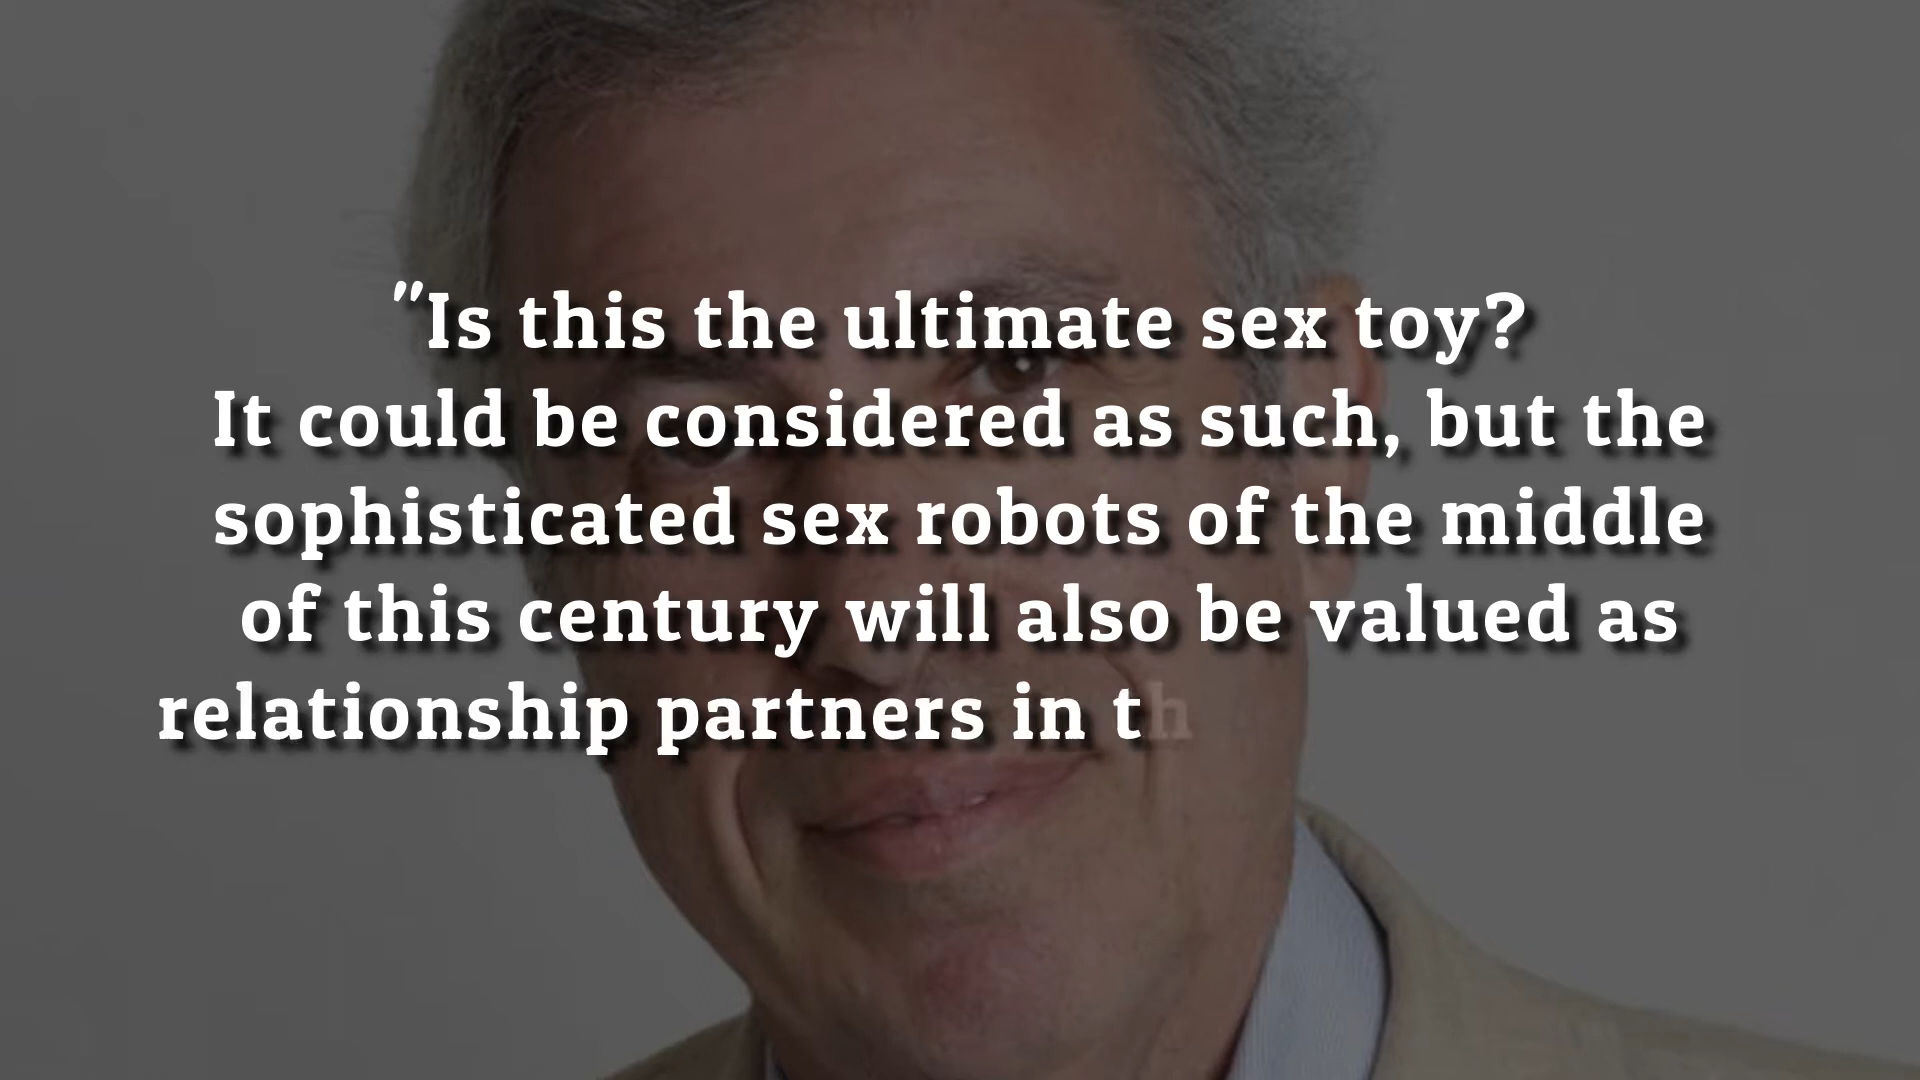 "Is this the ultimate sex toy?
It could be considered as such, but the
sophisticated sex robots of the middle
of this century will also be valued as
relationship partners in th